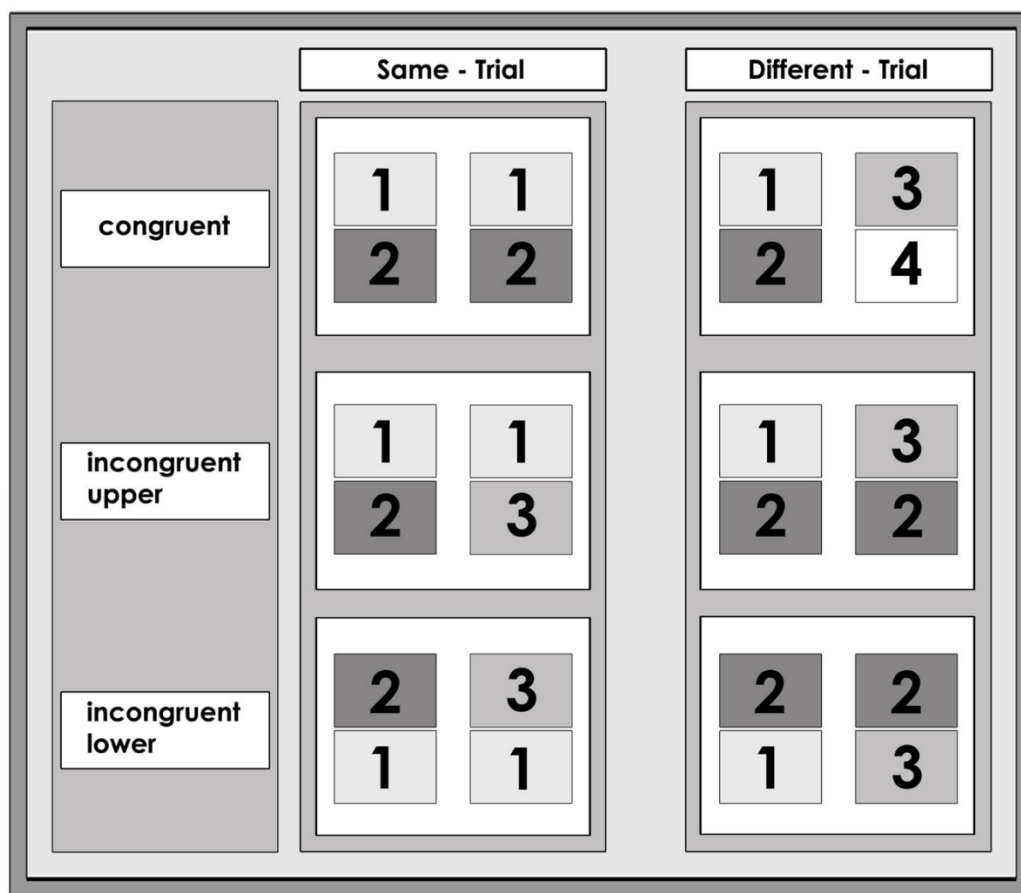 Same - Trial
Different - Trial
congruent
1 1 1 3
2 2 2 4
incongruent
upper
1 1 1 3
2 3 2 2
incongruent
lower
2 3 2 2
1 1 1 3